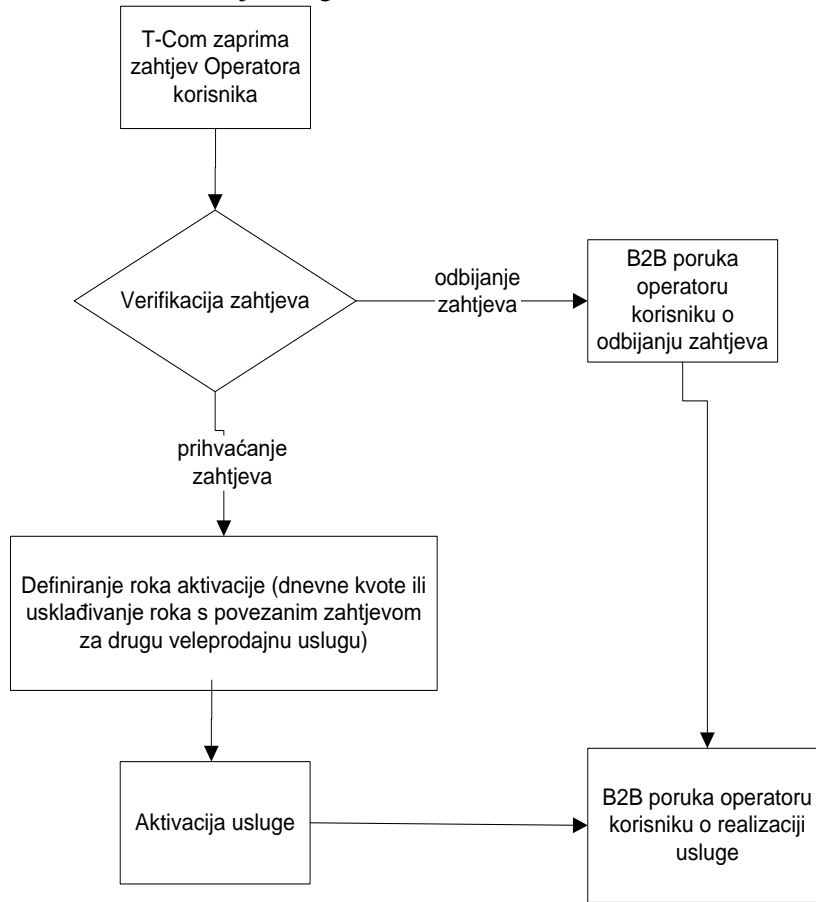 T-Com zaprima
zahtjev Operatora
korisnika
Verifikacija zahtjeva
odbijanje
zahtjeva
B2B poruka
operatoru
korisniku o
odbijanju zahtjeva
prihvaćanje
zahtjeva
Definiranje roka aktivacije (dnevne kvote ili
usklađivanje roka s povezanim zahtjevom
za drugu veleprodajnu uslugu)
Aktivacija usluge
B2B poruka operatoru
korisniku o realizaciji
usluge